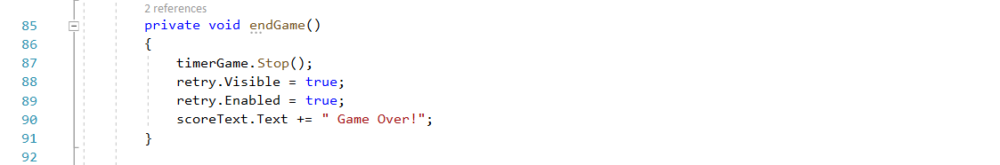 2 references
85 private void endGame()
86 {
87 timerGame.Stop();
88 retry.Visible = true;
89 retry.Enabled = true;
90 scoreText.Text += " Game Over!";
91 }
92